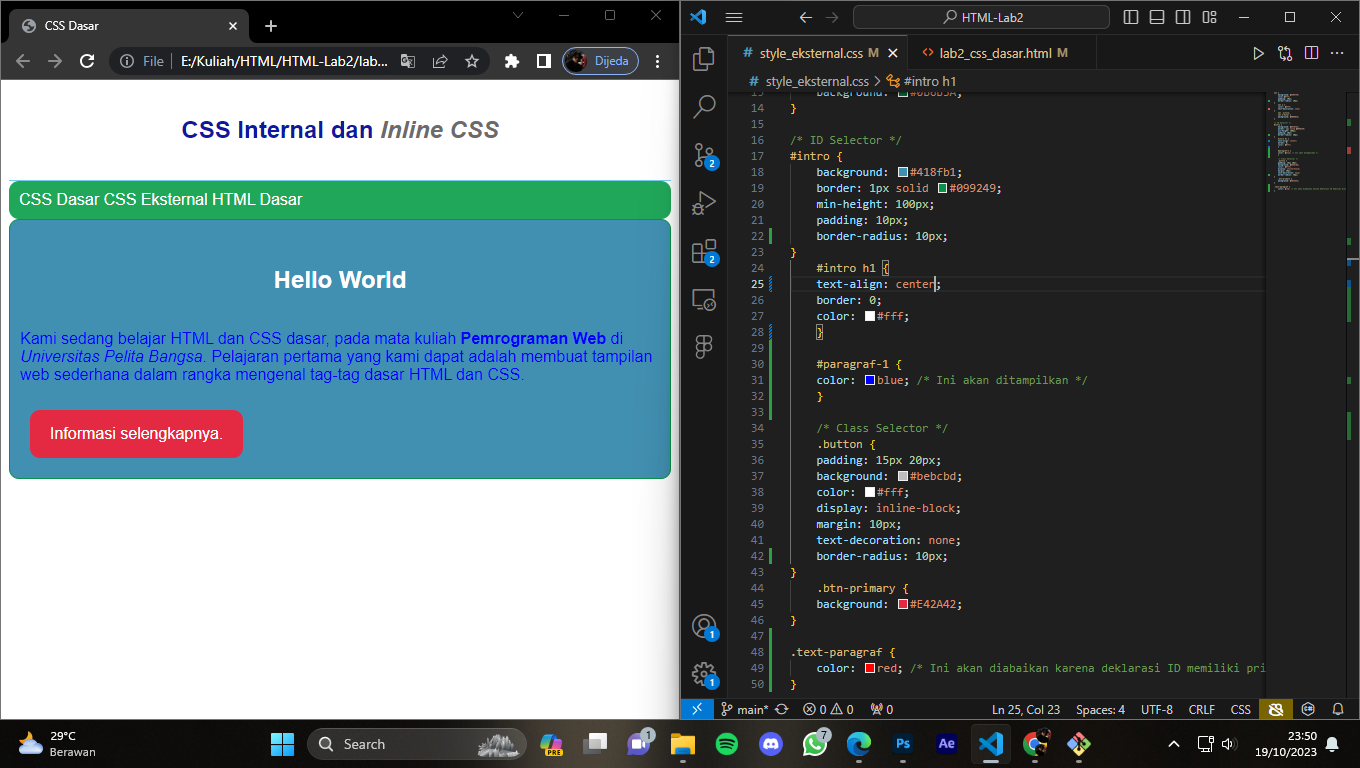 CSS Dasar
File
E:/Kuliah/HTML/HTML-Lab2/lab...
Dijeda
CSS Internal dan Inline CSS
CSS Dasar CSS Eksternal HTML Dasar
Hello World
Kami sedang belajar HTML dan CSS dasar, pada mata kuliah Pemrograman Web di
Universitas Pelita Bangsa. Pelajaran pertama yang kami dapat adalah membuat tampilan
web sederhana dalam rangka mengenal tag-tag dasar HTML dan CSS.
Informasi selengkapnya.
HTML-Lab2
# style_eksternal.css M
<> lab2_css_dasar.html M
# style_eksternal.css > #intro h1
2
2
1
1
14 }
15
16 /* ID Selector */
17 #intro {
18 background: #418fb1;
19 border: 1px solid #099249;
20 min-height: 100px;
21 padding: 10px;
22 border-radius: 10px;
23 }
24 #intro h1 {
25 text-align: center;
26 border: 0;
27 color: #fff;
28 }
29
30 #paragraf-1 {
31 color: blue; /* Ini akan ditampilkan */
32 }
33
34 /* Class Selector */
35 .button {
36 padding: 15px 20px;
37 background: #bebcbd;
38 color: #fff;
39 display: inline-block;
40 margin: 10px;
41 text-decoration: none;
42 border-radius: 10px;
43 }
44 .btn-primary {
45 background: #E42A42;
46 }
47
48 .text-paragraf {
49 color: red; /* Ini akan diabaikan karena deklarasi ID memiliki pri
50 }
main* 0 0 0 Ln 25, Col 23 Spaces: 4 UTF-8 CRLF CSS
29°C
Berawan
Search
PRE
1
7
Ps
Ae
23:50
19/10/2023